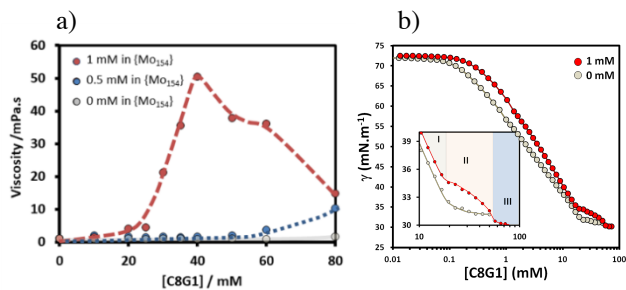 a)
Viscosity /mPa.s
60
50
40
30
20
10
0
1 mM in {Mo154}
0.5 mM in {Mo154}
0 mM in {Mo154}
0 20 40 60 80
[C8G1] / mM
b)
γ (mN.m-1)
75
70
65
60
55
50
45
40
35
30
25
1 mM
0 mM
39
36
33
30
I
II
III
10 100
0.01 0.1 1 10 100
[C8G1] (mM)